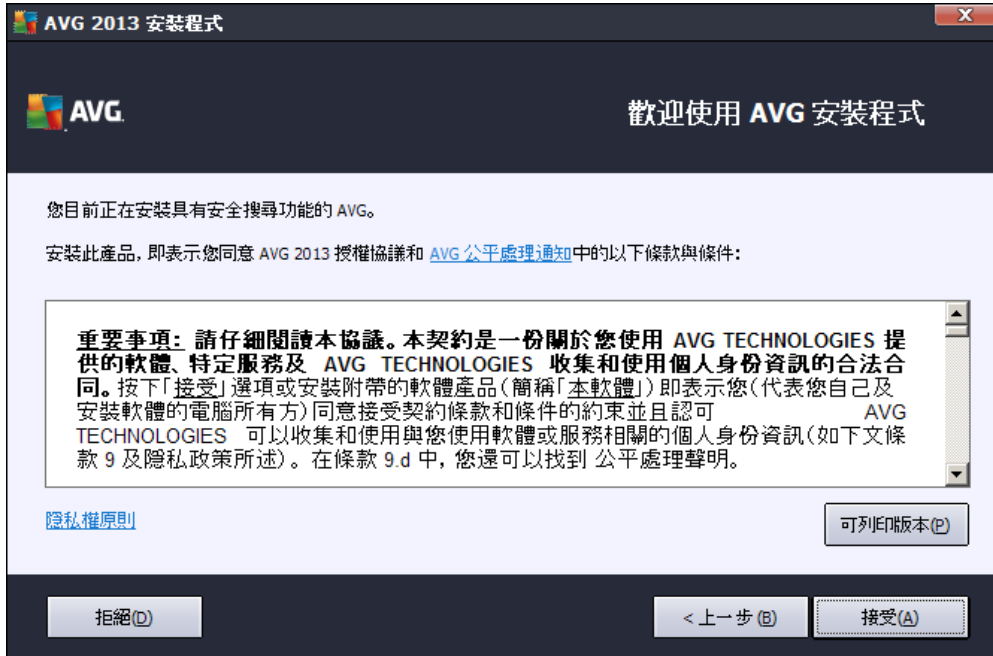 AVG 2013 安裝程式
AVG.
歡迎使用 AVG 安裝程式
您目前正在安裝具有安全搜尋功能的 AVG。
安裝此產品, 即表示您同意 AVG 2013 授權協議和 AVG 公平處理通知中的以下條款與條件:
重要事項: 請仔細閱讀本協議。本契約是一份關於您使用 AVG TECHNOLOGIES 提
供的軟體、特定服務及 AVG TECHNOLOGIES 收集和使用個人身份資訊的合法合
同。按下「接受」選項或安裝附帶的軟體產品(簡稱「本軟體」)即表示您(代表您自己及
安裝軟體的電腦所有方)同意接受契約條款和條件的約束並且認可 AVG
TECHNOLOGIES 可以收集和使用與您使用軟體或服務相關的個人身份資訊(如下文條
款 9 及隱私政策所述)。在條款 9.d 中, 您還可以找到 公平處理聲明。
隱私權原則
可列印版本(P)
拒絕(D)
< 上一步(B)
接受(A)